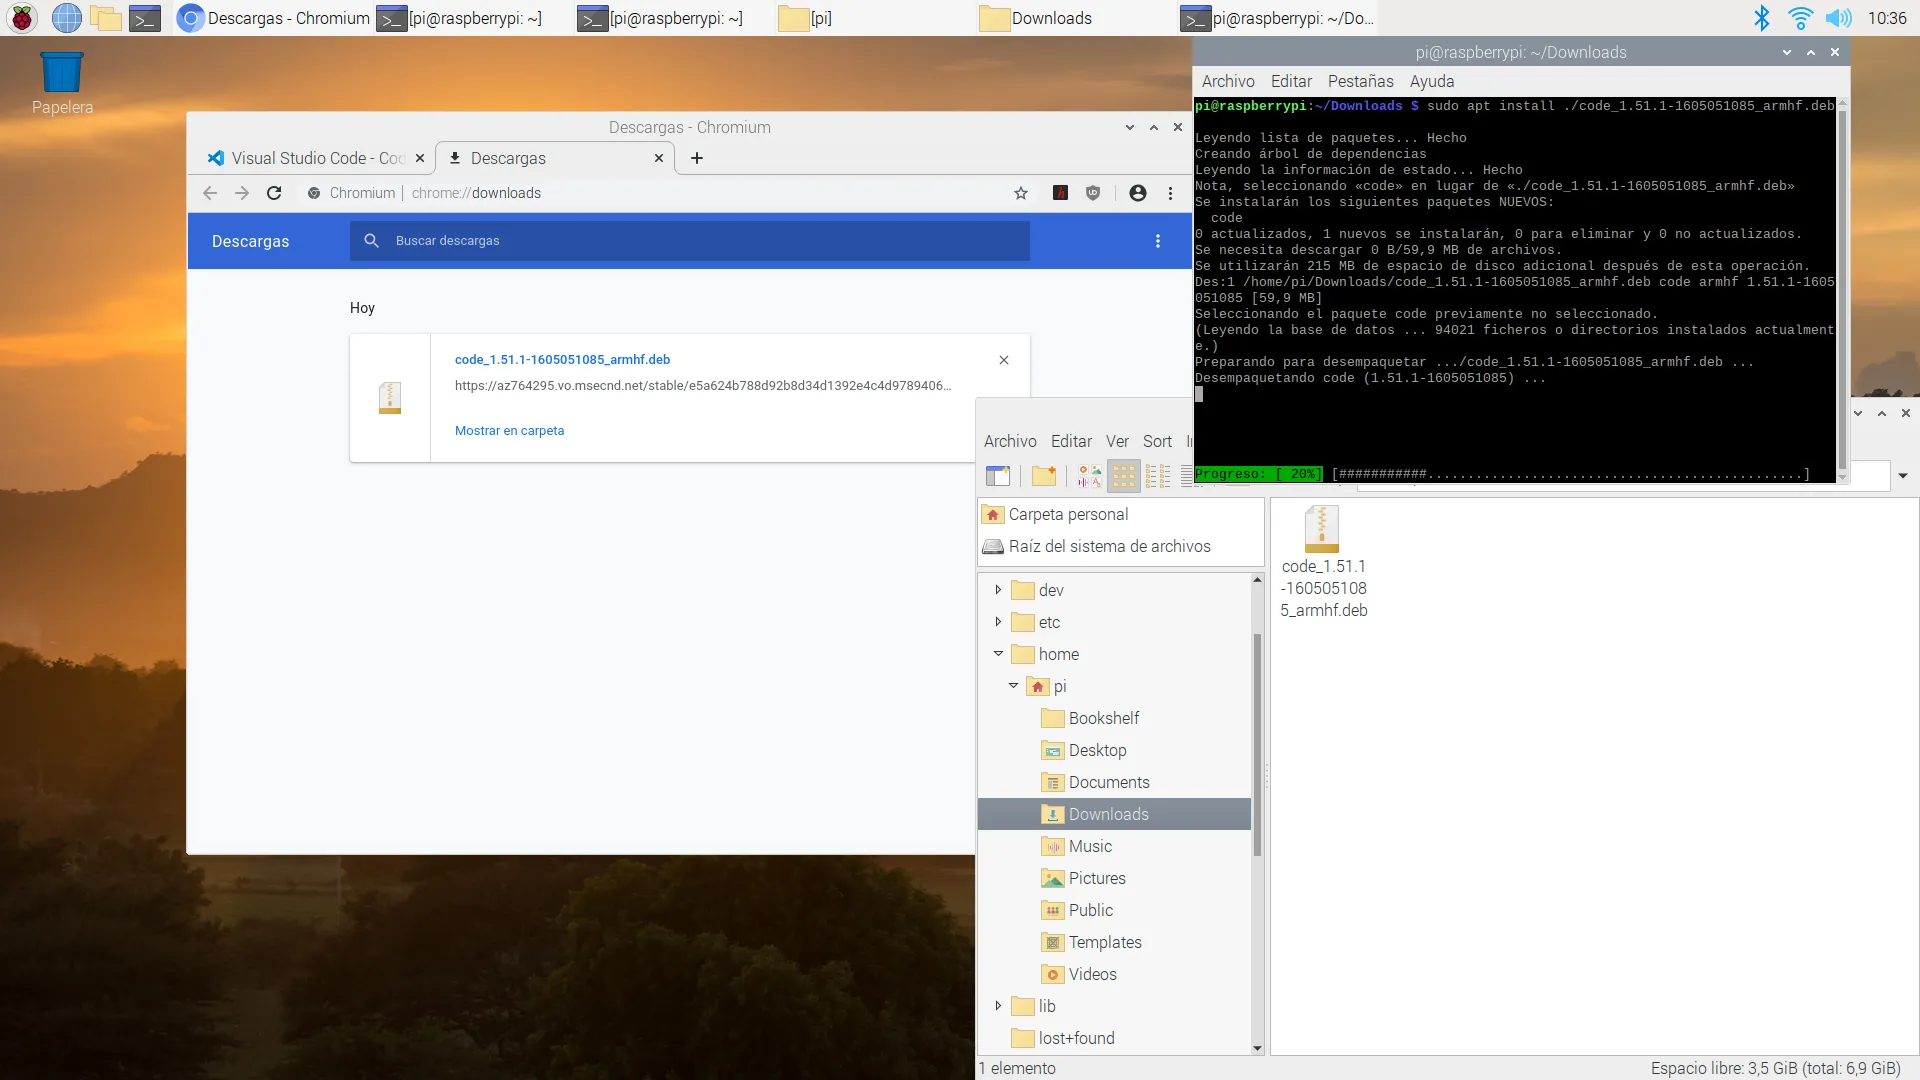 Descargas - Chromium
[pi@raspberrypi: ~]
[pi@raspberrypi: ~]
[pi]
Downloads
pi@raspberrypi: ~/Do...
10:36
Papelera
Descargas - Chromium
Visual Studio Code - Cod
Descargas
Chromium | chrome://downloads
Descargas
Buscar descargas
Hoy
code_1.51.1-1605051085_armhf.deb
https://az764295.vo.msecnd.net/stable/e5a624b788d92b8d34d1392e4c4d9789406...
Mostrar en carpeta
pi@raspberrypi: ~/Downloads
Archivo Editar Pestañas Ayuda
pi@raspberrypi:~/Downloads $ sudo apt install ./code_1.51.1-1605051085_armhf.deb
Leyendo lista de paquetes... Hecho
Creando árbol de dependencias
Leyendo la información de estado... Hecho
Nota, seleccionando «code» en lugar de «./code_1.51.1-1605051085_armhf.deb»
Se instalarán los siguientes paquetes NUEVOS:
code
0 actualizados, 1 nuevos se instalarán, 0 para eliminar y 0 no actualizados.
Se necesita descargar 0 B/59,9 MB de archivos.
Se utilizarán 215 MB de espacio de disco adicional después de esta operación.
Des:1 /home/pi/Downloads/code_1.51.1-1605051085_armhf.deb code armhf 1.51.1-1605
051085 [59,9 MB]
Seleccionando el paquete code previamente no seleccionado.
(Leyendo la base de datos ... 94021 ficheros o directorios instalados actualment
e.)
Preparando para desempaquetar .../code_1.51.1-1605051085_armhf.deb ...
Desempaquetando code (1.51.1-1605051085) ...
Progreso: [ 20%] [###########...............................................]
Archivo Editar Ver Sort
Carpeta personal
Raíz del sistema de archivos
dev
etc
home
pi
Bookshelf
Desktop
Documents
Downloads
Music
Pictures
Public
Templates
Videos
lib
lost+found
code_1.51.1
-160505108
5_armhf.deb
1 elemento
Espacio libre: 3,5 GiB (total: 6,9 GiB)